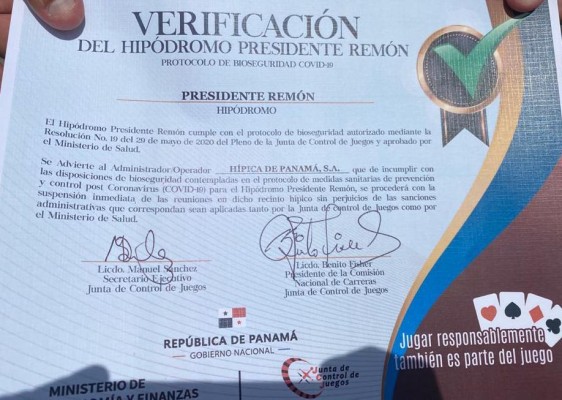 VERIFICACIÓN
DEL HIPÓDROMO PRESIDENTE REMÓN
PROTOCOLO DE BIOSEGURIDAD COVID-19
PRESIDENTE REMÓN
HIPÓDROMO
El Hipódromo Presidente Remón cumple con el protocolo de bioseguridad autorizado mediante la
Resolución No. 19 del 29 de mayo de 2020 del Pleno de la Junta de Control de Juegos y aprobado por
el Ministerio de Salud.
Se Advierte al Administrador/Operador HÍPICA DE PANAMÁ, S.A. que de incumplir con
las disposiciones de bioseguridad contempladas en el protocolo de medidas sanitarias de prevención
y control post Coronavirus (COVID-19) para el Hipódromo Presidente Remón, se procederá con la
suspensión inmediata de las reuniones en dicho recinto hípico sin perjuicios de las sanciones
administrativas que correspondan sean aplicadas tanto por la Junta de Control de Juegos como por
el Ministerio de Salud.
Licdo. Manuel Sánchez
Secretario Ejecutivo
Junta de Control de Juegos
Licdo. Benito Fisher
Presidente de la Comisión
Nacional de Carreras
Junta de Control de Juegos
REPÚBLICA DE PANAMÁ
GOBIERNO NACIONAL
MINISTERIO DE
ECONOMÍA Y FINANZAS
Junta de
Control de
Juegos
Jugar responsablemente
también es parte del juego